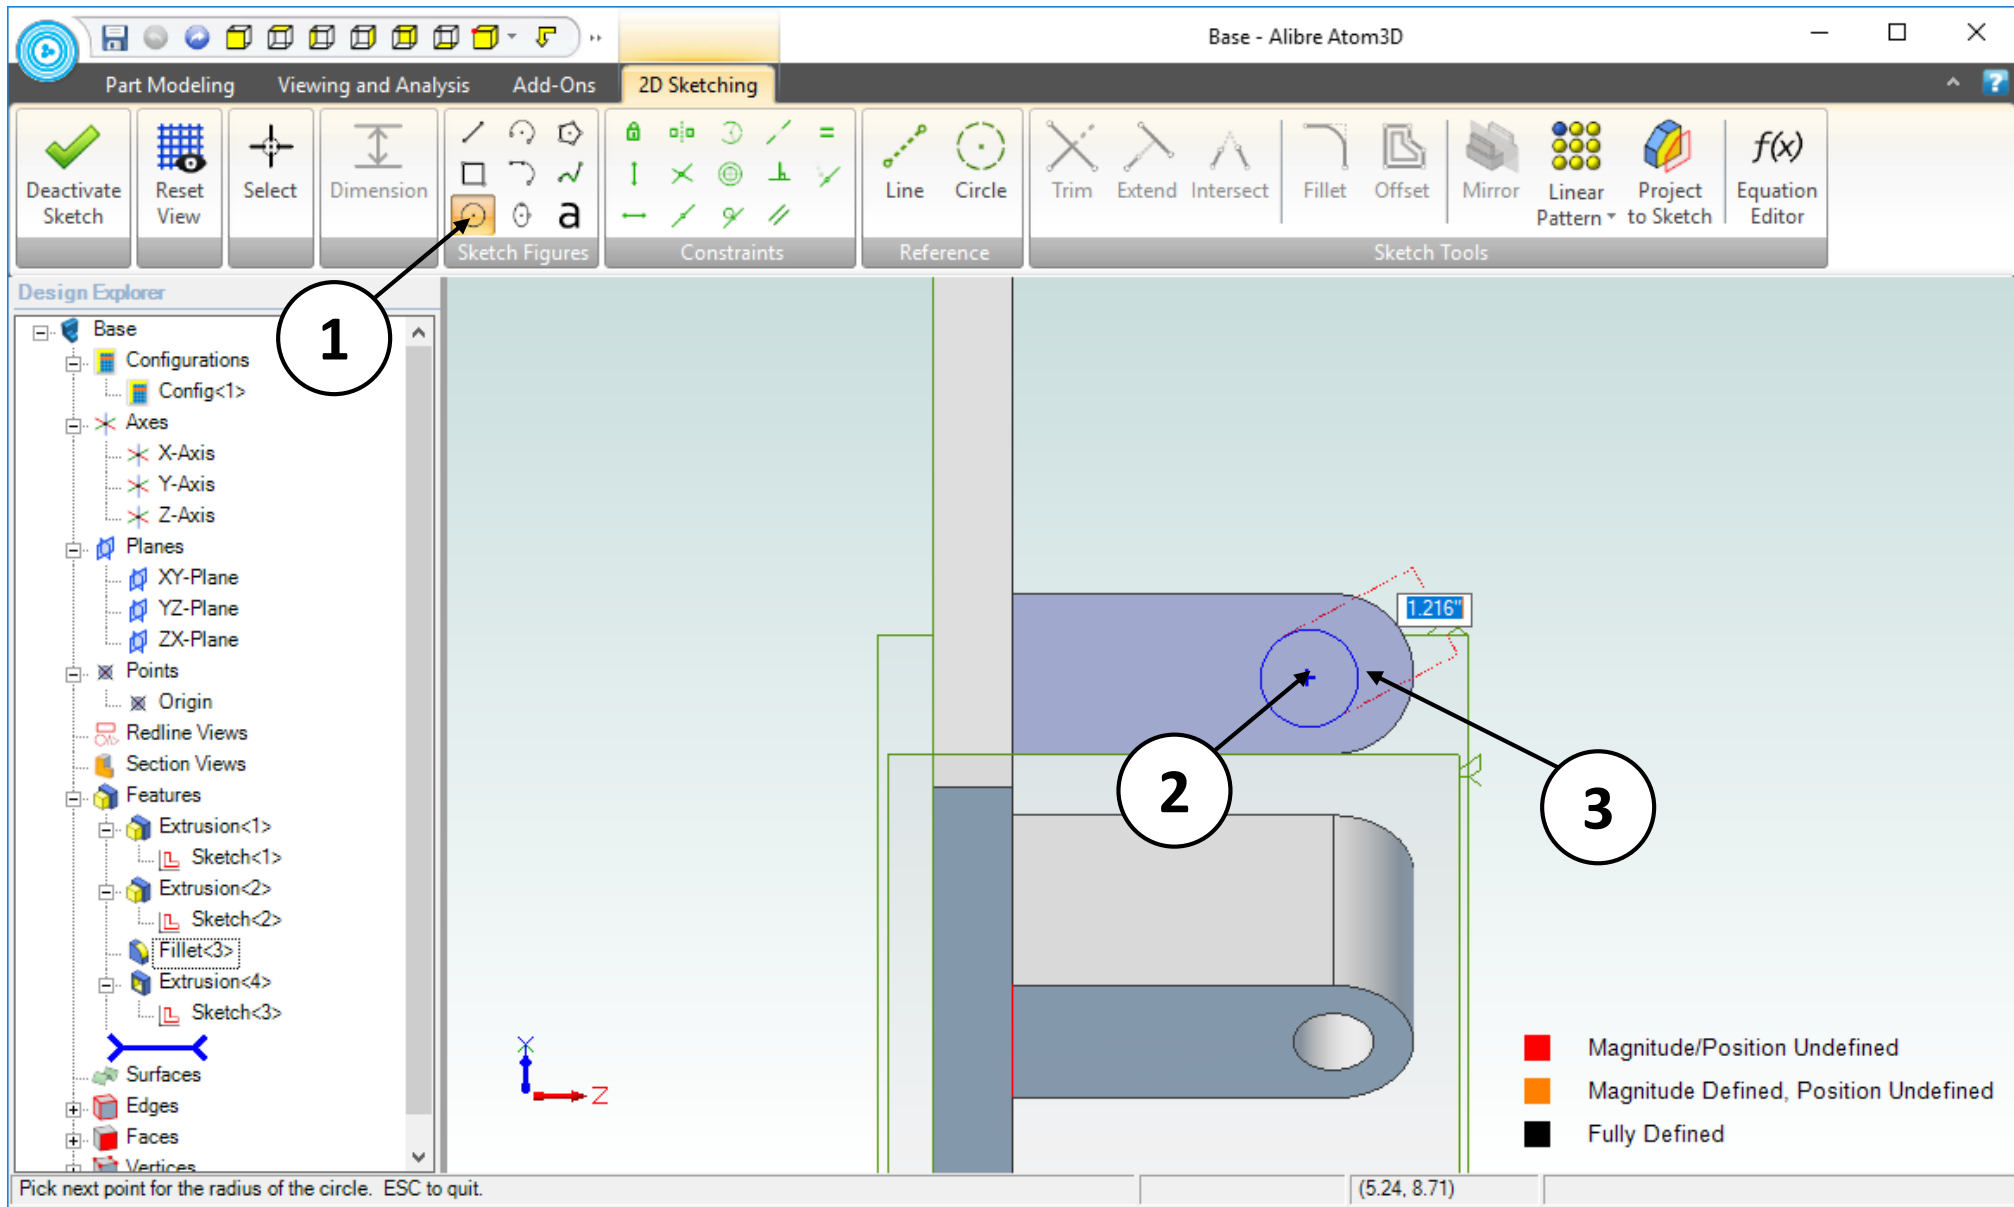 Base - Alibre Atom3D
Part Modeling Viewing and Analysis Add-Ons 2D Sketching
Deactivate Sketch
Reset View
Select
Dimension
a
Sketch Figures
Constraints
Line Circle
Reference
Trim Extend Intersect Fillet Offset Mirror Linear Pattern Project to Sketch
f(x)
Equation Editor
Sketch Tools
Design Explorer
Base
Configurations
Config<1>
Axes
X-Axis
Y-Axis
Z-Axis
Planes
XY-Plane
YZ-Plane
ZX-Plane
Points
Origin
Redline Views
Section Views
Features
Extrusion<1>
Sketch<1>
Extrusion<2>
Sketch<2>
Fillet<3>
Extrusion<4>
Sketch<3>
Surfaces
Edges
Faces
Vertices
1
1.216"
2
3
X
Z
Magnitude/Position Undefined
Magnitude Defined, Position Undefined
Fully Defined
Pick next point for the radius of the circle. ESC to quit.
(5.24, 8.71)